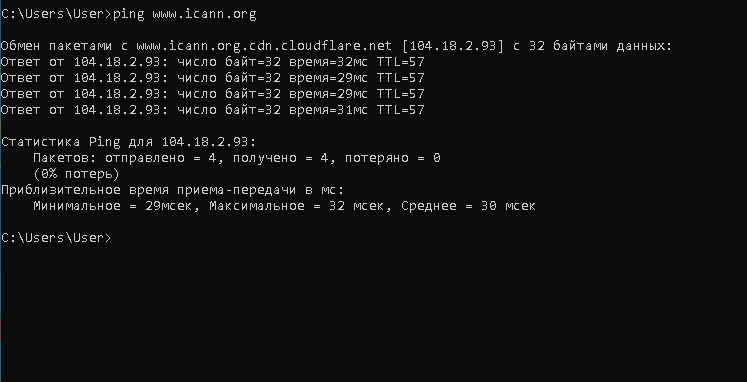 C:\Users\User>ping www.icann.org
Обмен пакетами с www.icann.org.cdn.cloudflare.net [104.18.2.93] с 32 байтами данных:
Ответ от 104.18.2.93: число байт=32 время=32мс TTL=57
Ответ от 104.18.2.93: число байт=32 время=29мс TTL=57
Ответ от 104.18.2.93: число байт=32 время=29мс TTL=57
Ответ от 104.18.2.93: число байт=32 время=31мс TTL=57
Статистика Ping для 104.18.2.93:
Пакетов: отправлено = 4, получено = 4, потеряно = 0
(0% потерь)
Приблизительное время приема-передачи в мс:
Минимальное = 29мсек, Максимальное = 32 мсек, Среднее = 30 мсек
C:\Users\User>